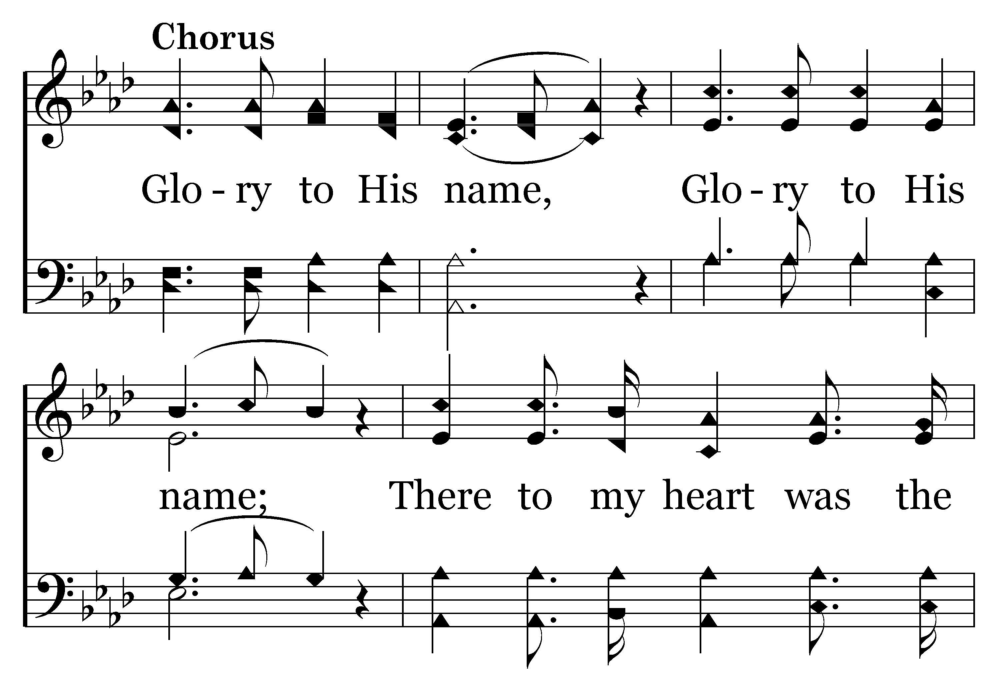 Chorus
Glo - ry to His name, Glo - ry to His
name; There to my heart was the